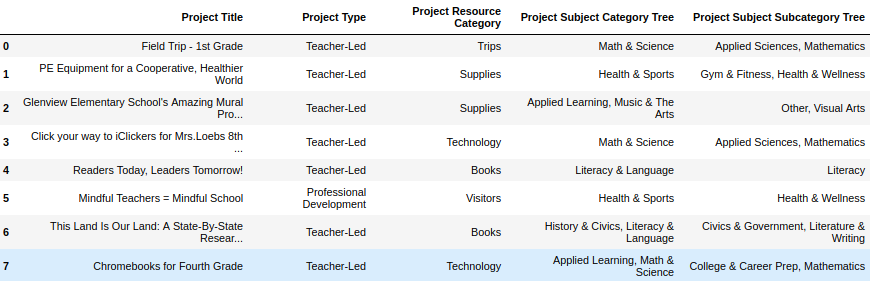 Project Title Project Type Project Resource Category Project Subject Category Tree Project Subject Subcategory Tree
0 Field Trip - 1st Grade Teacher-Led Trips Math & Science Applied Sciences, Mathematics
1 PE Equipment for a Cooperative, Healthier World Teacher-Led Supplies Health & Sports Gym & Fitness, Health & Wellness
2 Glenview Elementary School's Amazing Mural Pro... Teacher-Led Supplies Applied Learning, Music & The Arts Other, Visual Arts
3 Click your way to iClickers for Mrs.Loebs 8th ... Teacher-Led Technology Math & Science Applied Sciences, Mathematics
4 Readers Today, Leaders Tomorrow! Teacher-Led Books Literacy & Language Literacy
5 Mindful Teachers = Mindful School Professional Development Visitors Health & Sports Health & Wellness
6 This Land Is Our Land: A State-By-State Resear... Teacher-Led Books History & Civics, Literacy & Language Civics & Government, Literature & Writing
7 Chromebooks for Fourth Grade Teacher-Led Technology Applied Learning, Math & Science College & Career Prep, Mathematics